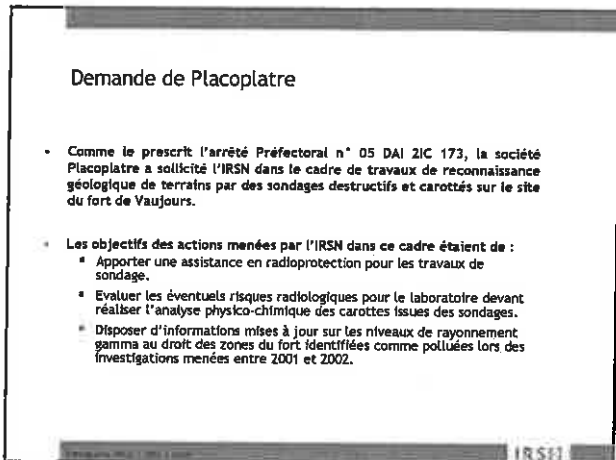 Demande de Placoplatre
• Comme le prescrit l'arrêté Préfectoral n° 05 DAI 2IC 173, la société
Placoplatre a sollicité l'IRSN dans le cadre de travaux de reconnaissance
géologique de terrains par des sondages destructifs et carottés sur le site
du fort de Vaujours.
• Les objectifs des actions menées par l'IRSN dans ce cadre étaient de :
▪ Apporter une assistance en radioprotection pour les travaux de
sondage.
▪ Evaluer les éventuels risques radiologiques pour le laboratoire devant
réaliser l'analyse physico-chimique des carottes issues des sondages.
▪ Disposer d'informations mises à jour sur les niveaux de rayonnement
gamma au droit des zones du fort identifiées comme polluées lors des
investigations menées entre 2001 et 2002.
IRSN